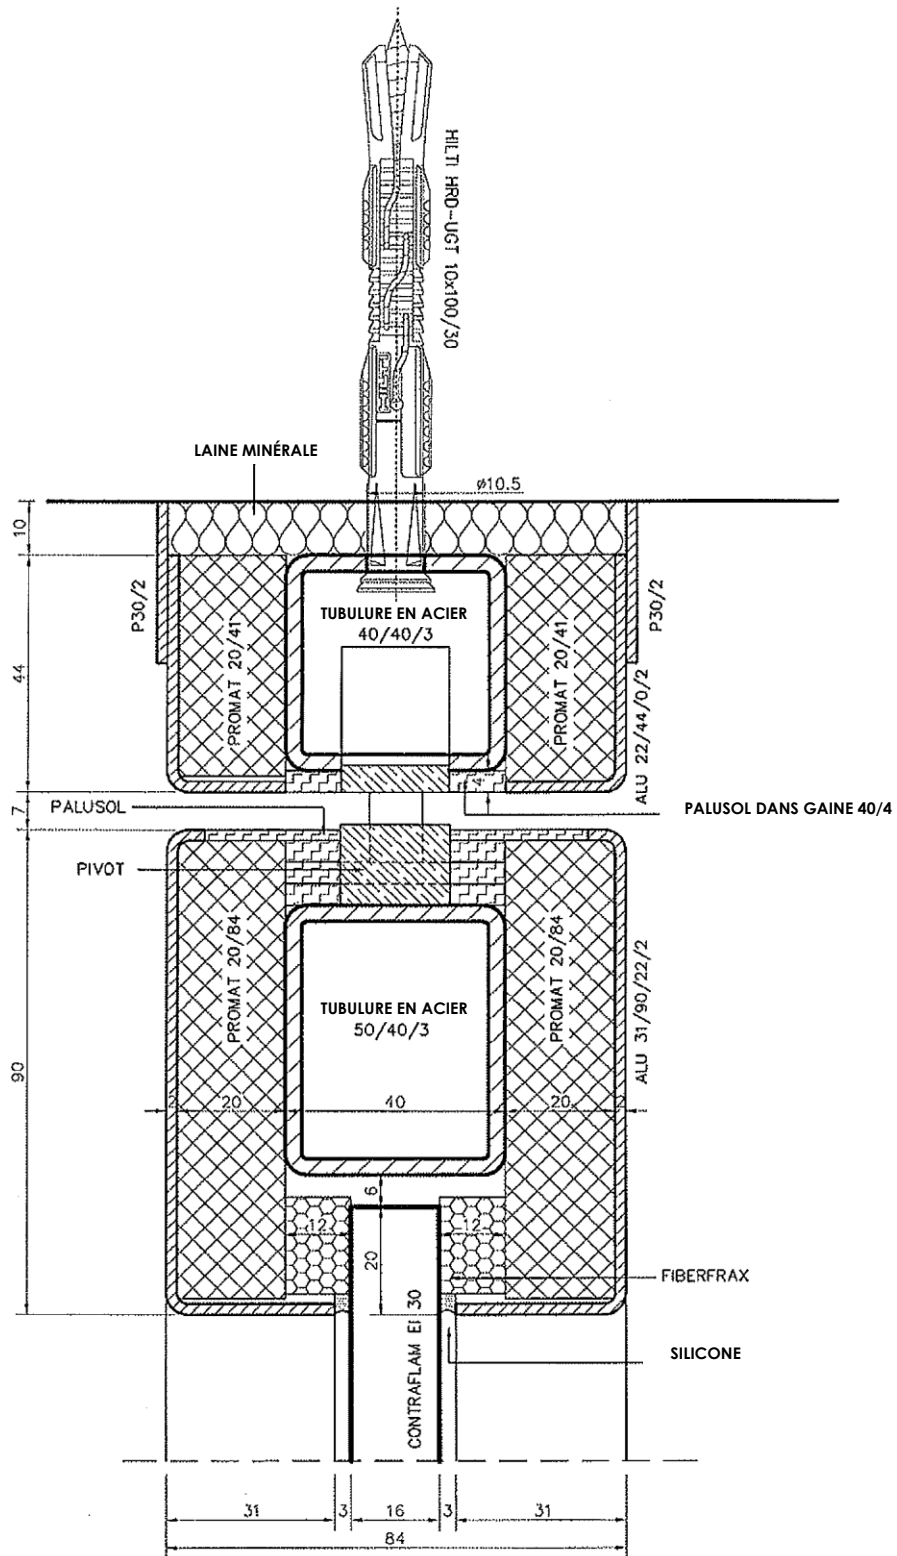 HILTI HRD-UGT 10x100/30
HILTI
LAINE MINÉRALE
ø10.5
10
P30/2
P30/2
TUBULURE EN ACIER
40/40/3
PROMAT 20/41
PROMAT 20/41
44
ALU 22/44/0/2
4
7
PALUSOL
PALUSOL DANS GAINE 40/4
PIVOT
PROMAT 20/84
PROMAT 20/84
TUBULURE EN ACIER
50/40/3
ALU 31/90/22/2
90
2
20
40
20
2
6
12
12
20
FIBERFRAX
CONTRAFLAM EI 30
SILICONE
31
3
16
3
31
84